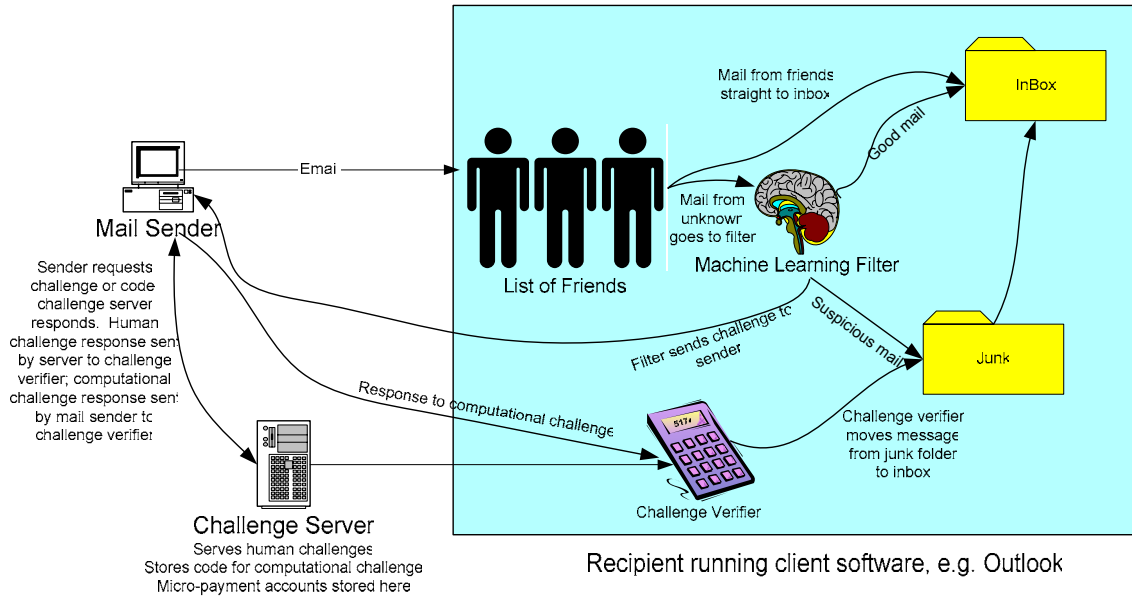 Mail from friends
straight to inbox
InBox
Good mail
Emai
Mail from
unknowr
goes to filter
Mail Sender
List of Friends
Machine Learning Filter
Sender requests
challenge or code
challenge server
responds. Human
challenge response sent
by server to challenge
verifier; computational
challenge response sent
by mail sender to
challenge verifier
Filter sends challenge to
sender
Suspicious mail
Junk
Response to computational challenge
517.
Challenge verifier
moves message
from junk folder
to inbox
Challenge Verifier
Challenge Server
Serves human challenges
Stores code for computational challenge
Micro-payment accounts stored here
Recipient running client software, e.g. Outlook